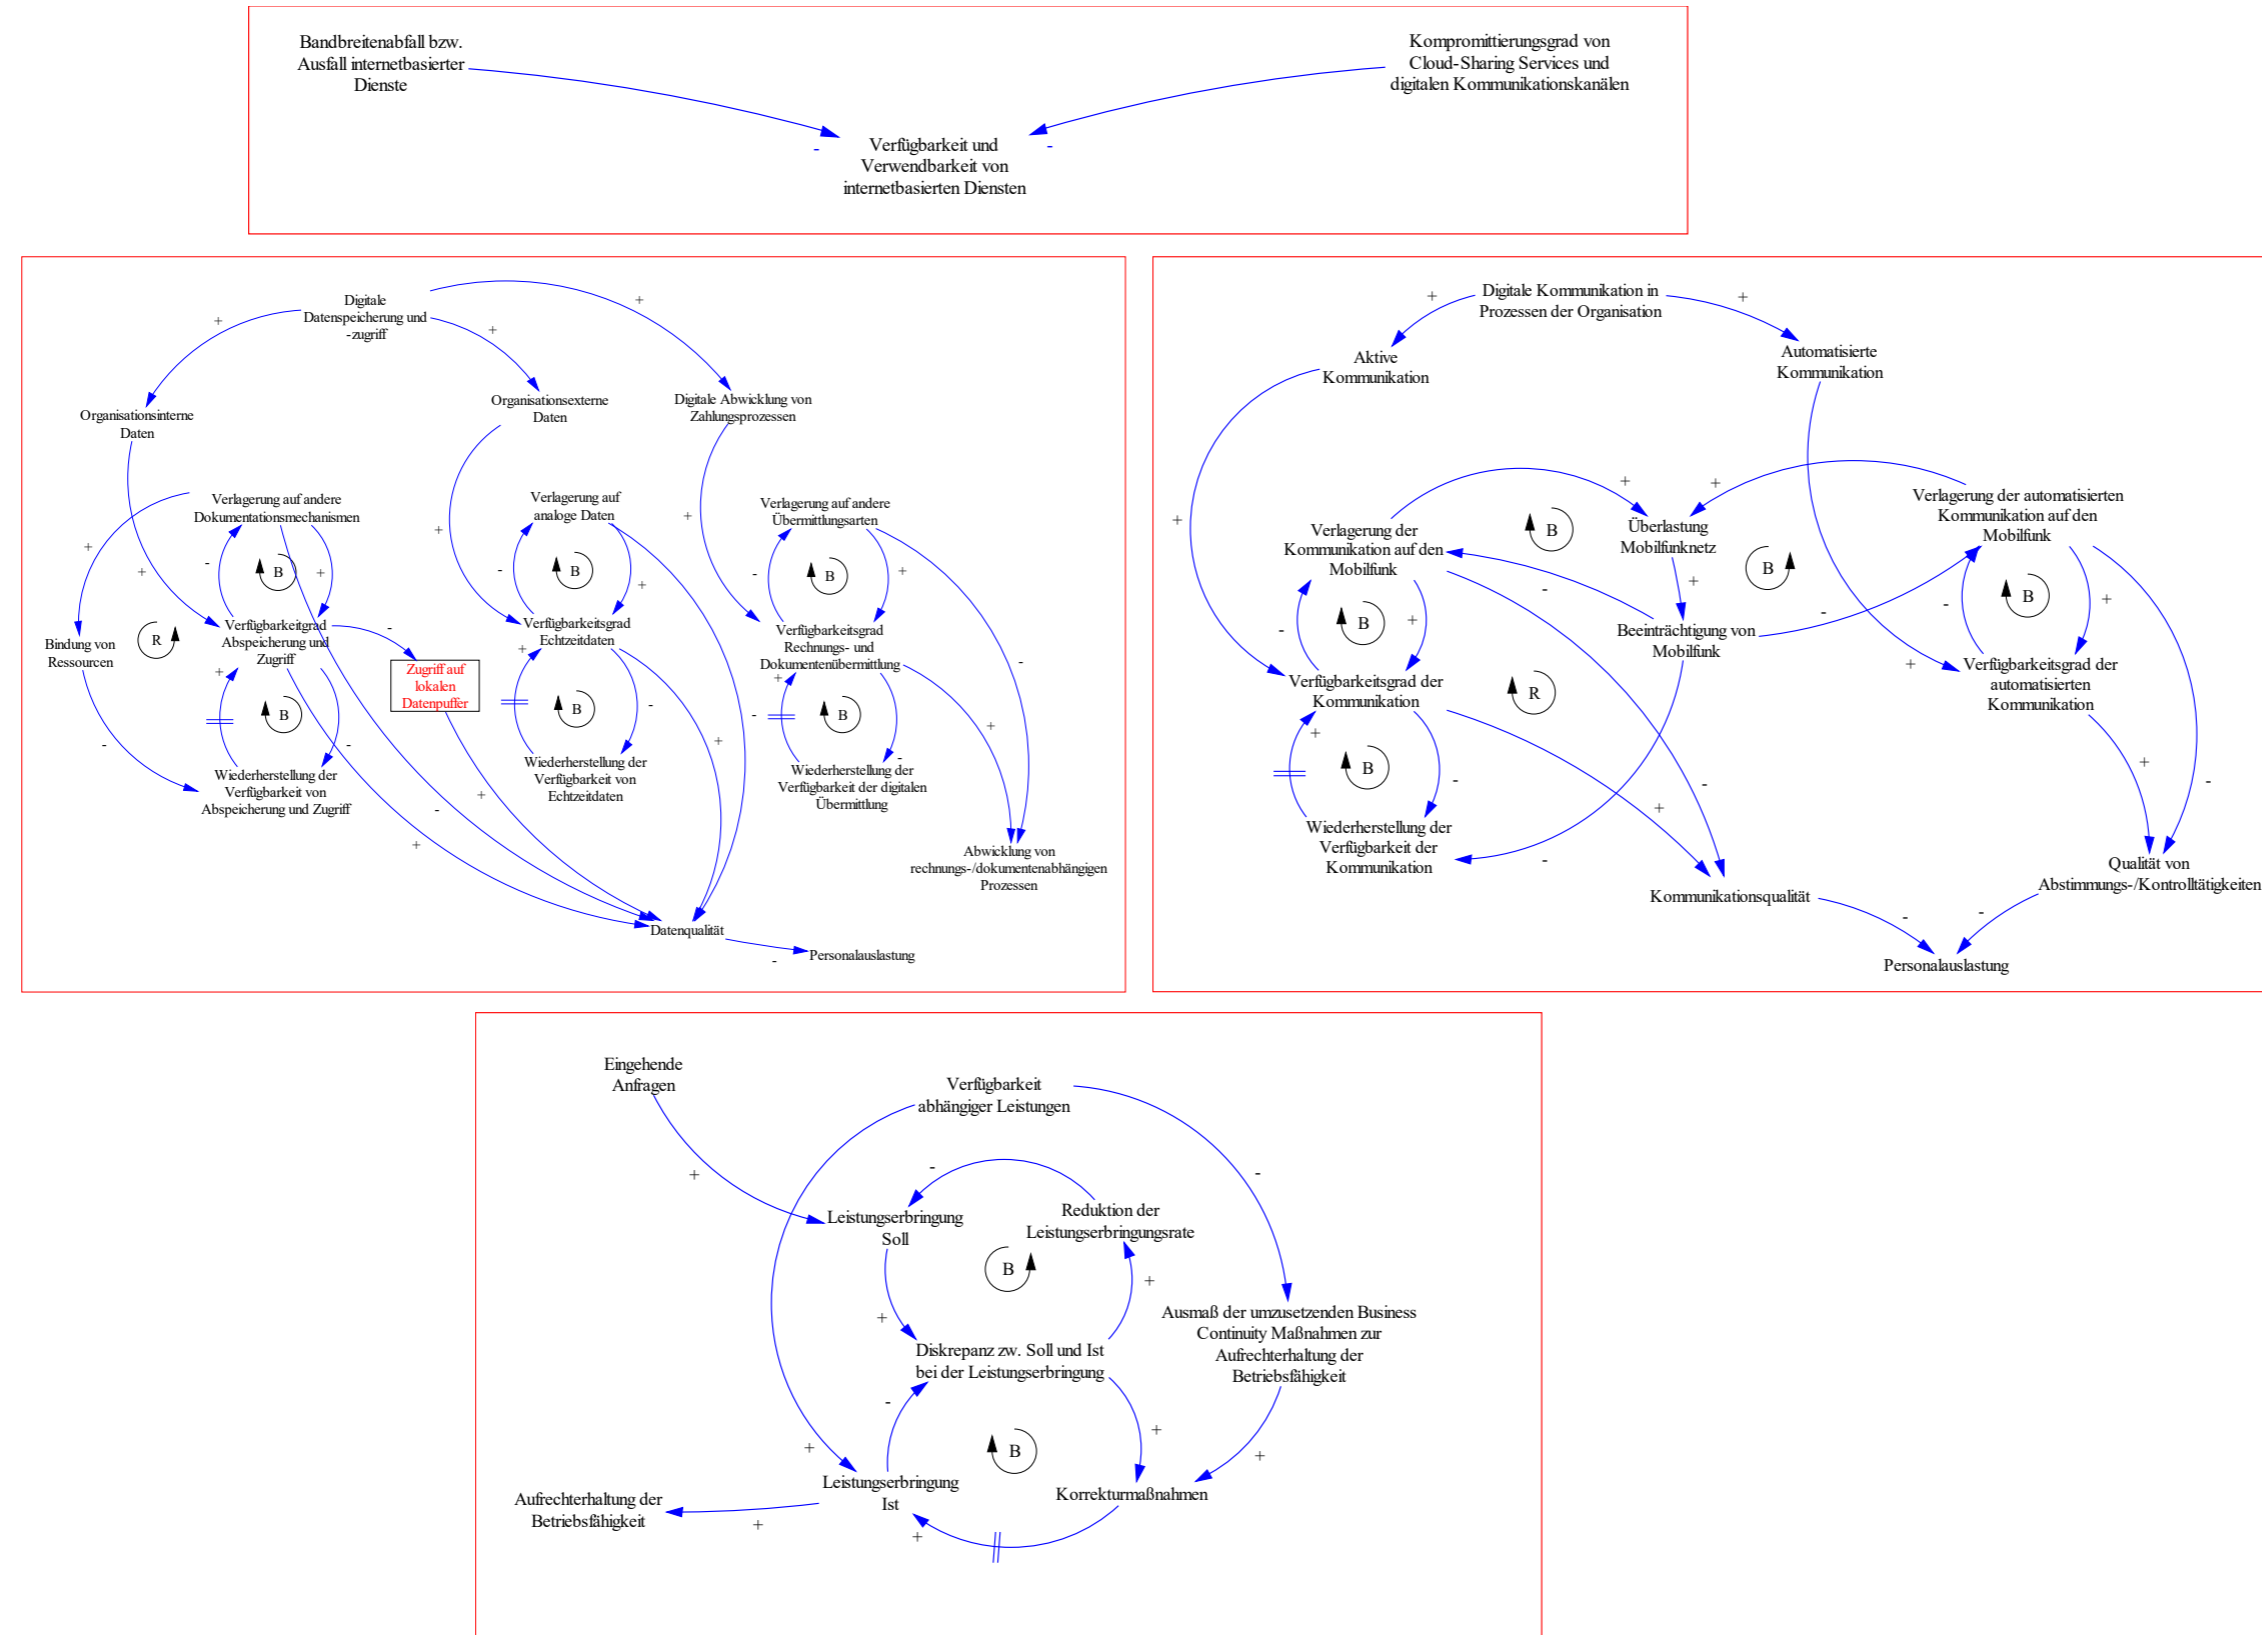 Bandbreitenabfall bzw.
Ausfall internetbasierter
Dienste
-
Verfügbarkeit und
Verwendbarkeit von
internetbasierten Diensten
Kompromittierungsgrad von
Cloud-Sharing Services und
digitalen Kommunikationskanälen
-
Digitale
Datenspeicherung und
-zugriff
+
+
+
Organisationsinterne
Daten
Organisationsexterne
Daten
Digitale Abwicklung von
Zahlungsprozessen
Verlagerung auf andere
Dokumentationsmechanismen
+
+
-
B
+
Bindung von
Ressourcen
R
Verfügbarkeitgrad
Abspeicherung und
Zugriff
-
Zugriff auf
lokalen
Datenpuffer
+
B
-
-
Wiederherstellung der
Verfügbarkeit von
Abspeicherung und Zugriff
+
-
+
Verlagerung auf
analoge Daten
+
-
B
+
Verfügbarkeitsgrad
Echtzeitdaten
+
B
-
Wiederherstellung der
Verfügbarkeit von
Echtzeitdaten
+
-
Verlagerung auf andere
Übermittlungsarten
+
-
B
+
Verfügbarkeitsgrad
Rechnungs- und
Dokumentenübermittlung
-
+
B
+
-
Wiederherstellung der
Verfügbarkeit der digitalen
Übermittlung
Abwicklung von
rechnungs-/dokumentenabhängigen
Prozessen
Datenqualität
-
Personalauslastung
Digitale Kommunikation in
Prozessen der Organisation
+
+
Aktive
Kommunikation
Automatisierte
Kommunikation
+
Verlagerung der
Kommunikation auf den
Mobilfunk
+
B
Überlastung
Mobilfunknetz
+
B
+
Verlagerung der automatisierten
Kommunikation auf den
Mobilfunk
-
B
+
-
Beeinträchtigung von
Mobilfunk
-
-
B
+
+
Verfügbarkeitsgrad der
Kommunikation
R
Verfügbarkeitsgrad der
automatisierten
Kommunikation
+
B
-
-
+
-
Wiederherstellung der
Verfügbarkeit der
Kommunikation
-
+
Kommunikationsqualität
Qualität von
Abstimmungs-/Kontrolltätigkeiten
-
-
Personalauslastung
Eingehende
Anfragen
Verfügbarkeit
abhängiger Leistungen
+
-
-
Leistungserbringung
Soll
Reduktion der
Leistungserbringungsrate
B
+
+
Diskrepanz zw. Soll und Ist
bei der Leistungserbringung
Ausmaß der umzusetzenden Business
Continuity Maßnahmen zur
Aufrechterhaltung der
Betriebsfähigkeit
-
+
+
B
+
Leistungserbringung
Ist
Korrekturmaßnahmen
Aufrechterhaltung der
Betriebsfähigkeit
+
+